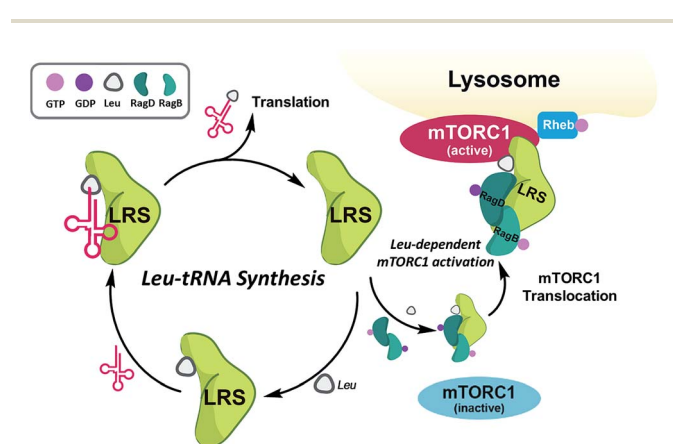 Lysosome
GTP GDP Leu RagD RagB
Translation
mTORC1
(active)
Rheb
LRS
RagD
RagB
LRS
LRS
Leu-dependent
mTORC1 activation
Leu-tRNA Synthesis
mTORC1
Translocation
LRS
Leu
mTORC1
(inactive)